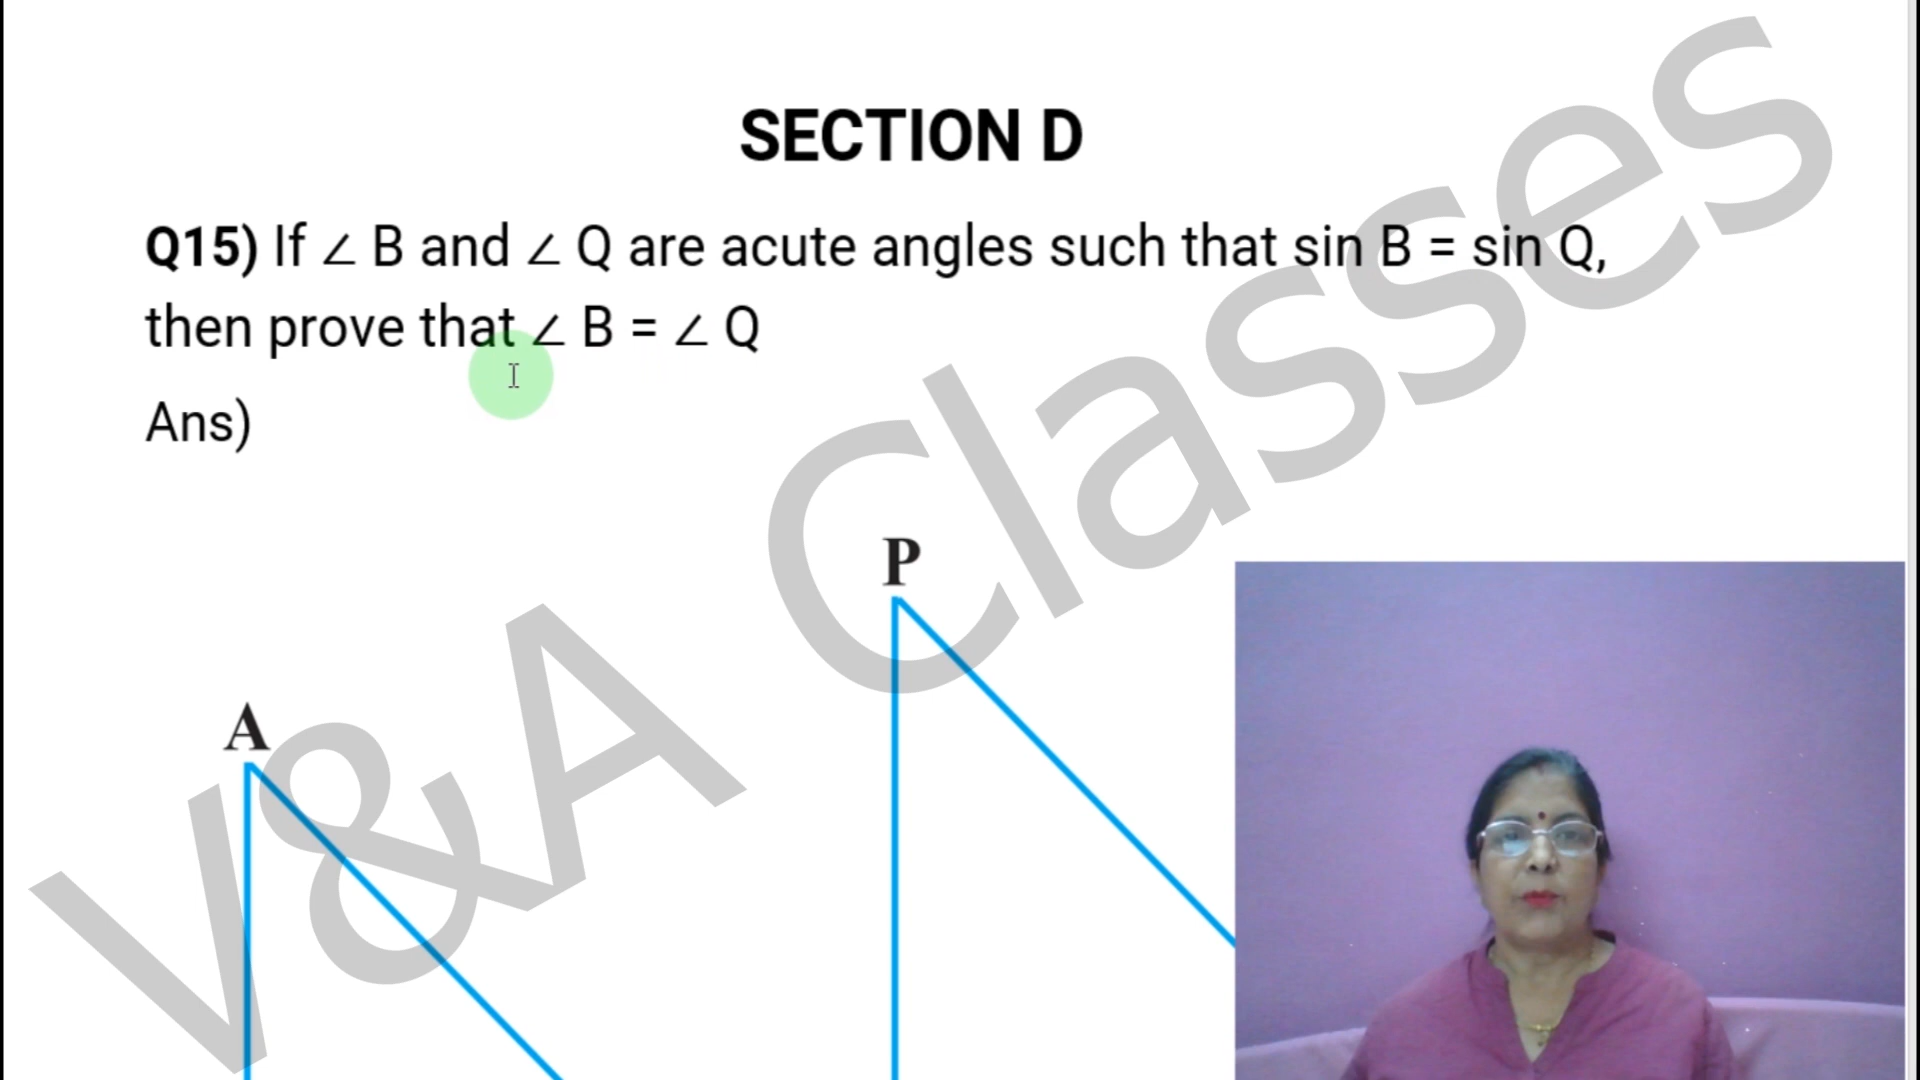 SECTION D
Q15) If ∠ B and ∠ Q are acute angles such that sin B = sin Q,
then prove that ∠ B = ∠ Q
Ans)
P
A
V&A Classes